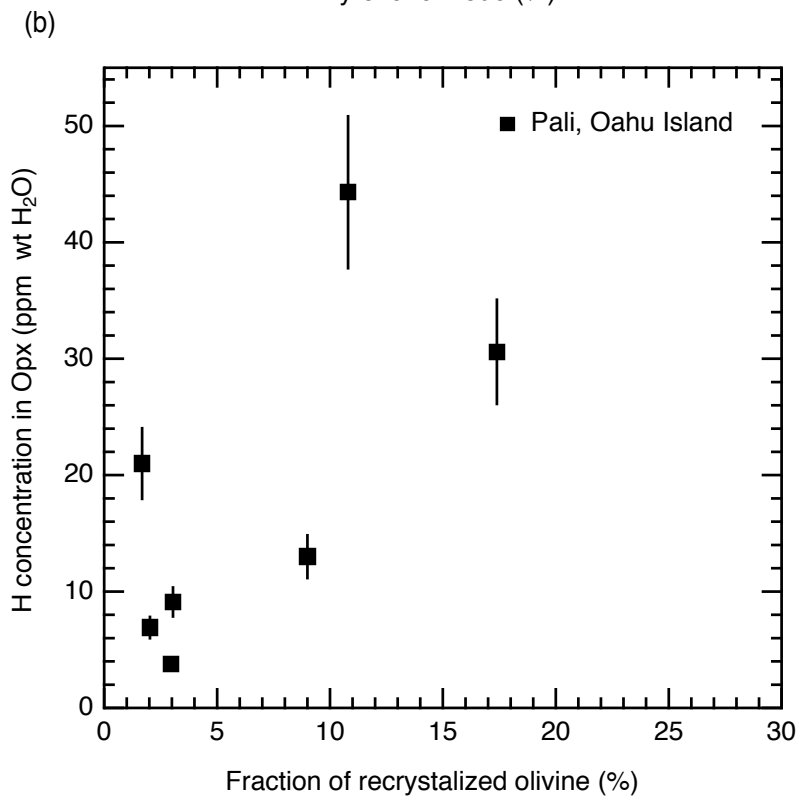 (b)
50
Pali, Oahu Island
40
30
20
10
0
0 5 10 15 20 25 30
H concentration in Opx (ppm wt H₂O)
Fraction of recrystalized olivine (%)